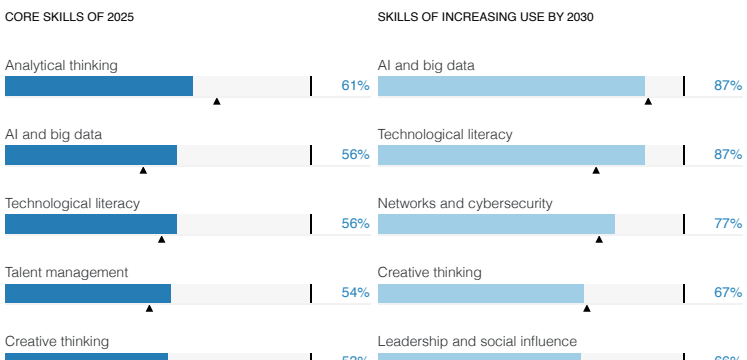 CORE SKILLS OF 2025
Analytical thinking
61%
AI and big data
56%
Technological literacy
56%
Talent management
54%
Creative thinking
SKILLS OF INCREASING USE BY 2030
AI and big data
87%
Technological literacy
87%
Networks and cybersecurity
77%
Creative thinking
67%
Leadership and social influence
66%